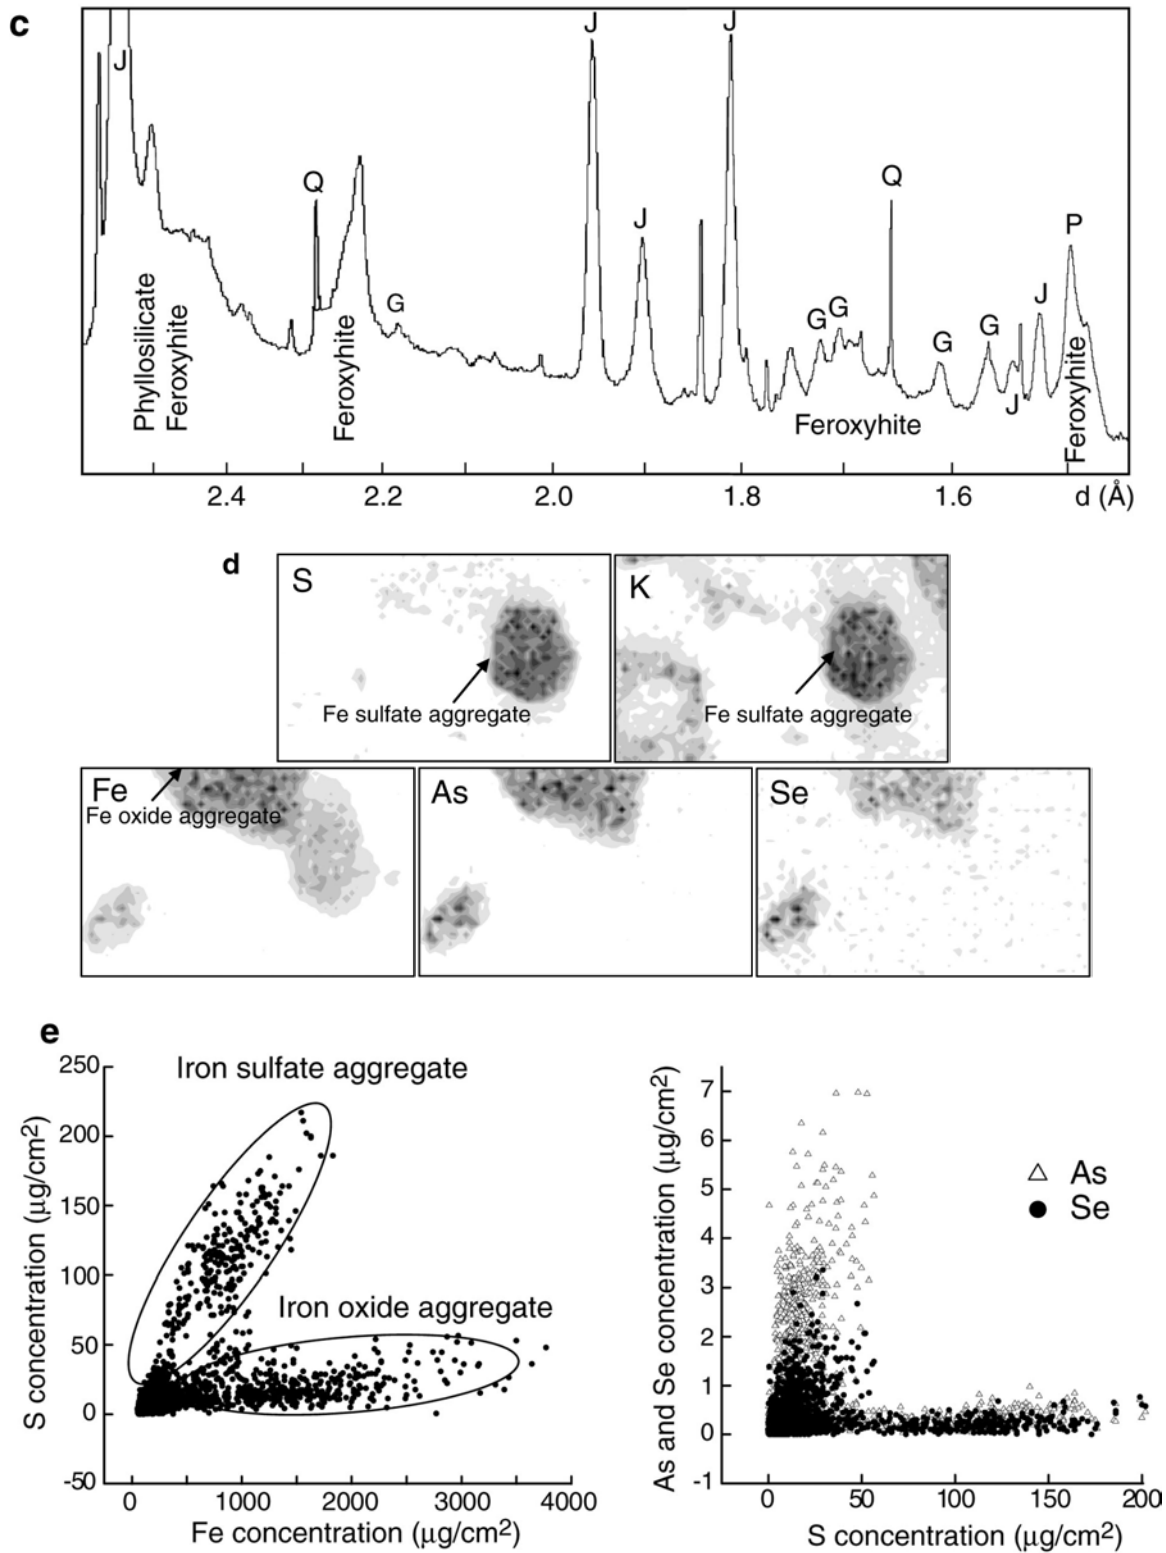 c
J
J
J
Q
J
Q
P
G
G
G
G
G
J
J
Phyllosilicate
Feroxyhite
Feroxyhite
Feroxyhite
Feroxyhite
2.4 2.2 2.0 1.8 1.6 d (Å)
d
S
Fe sulfate aggregate
K
Fe sulfate aggregate
Fe
Fe oxide aggregate
As
Se
e
Iron sulfate aggregate
Iron oxide aggregate
S concentration (μg/cm²)
250
200
150
100
50
0
-50
0 1000 2000 3000 4000
Fe concentration (μg/cm²)
As and Se concentration (μg/cm²)
7
6
5
4
3
2
1
0
-1
△ As
● Se
0 50 100 150 200
S concentration (μg/cm²)